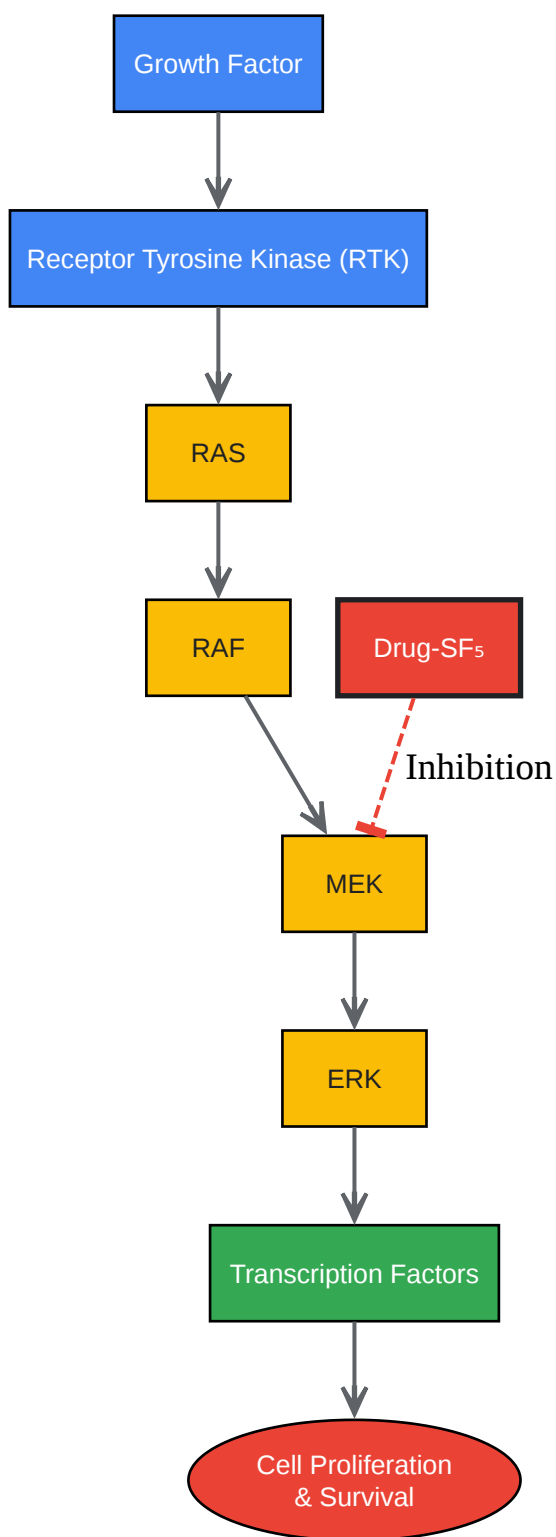 Growth Factor
Receptor Tyrosine Kinase (RTK)
RAS
RAF
Drug-SF₅
Inhibition
MEK
ERK
Transcription Factors
Cell Proliferation
& Survival